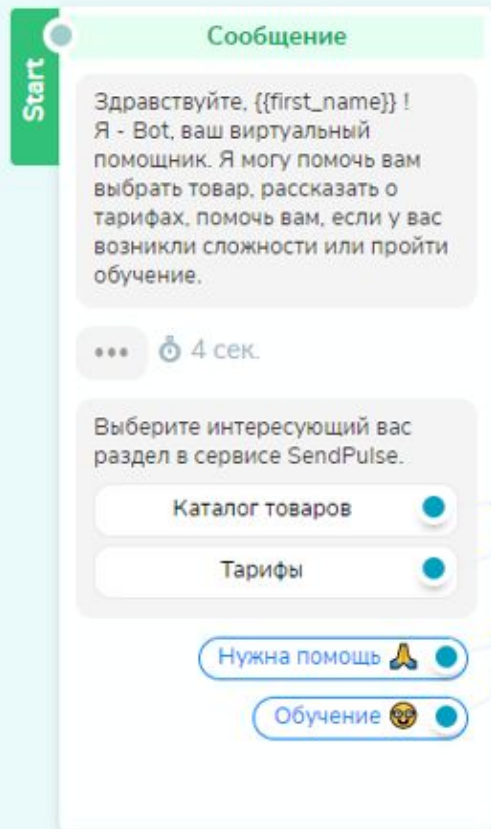 Start
Сообщение
Здравствуйте, {{first_name}} !
Я - Bot, ваш виртуальный
помощник. Я могу помочь вам
выбрать товар, рассказать о
тарифах, помочь вам, если у вас
возникли сложности или пройти
обучение.
4 сек.
Выберите интересующий вас
раздел в сервисе SendPulse.
Каталог товаров
Тарифы
Нужна помощь 🙏
Обучение 🤓